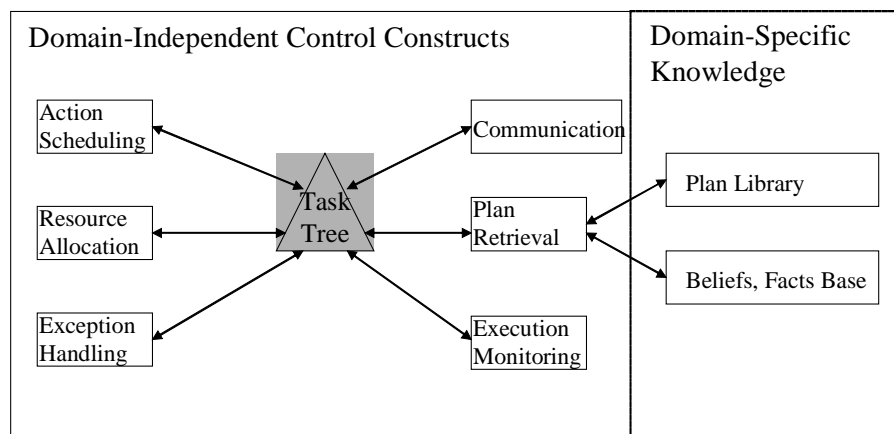 Domain-Independent Control Constructs
Domain-Specific
Knowledge
Action
Scheduling
Communication
Task
Tree
Resource
Allocation
Plan
Retrieval
Plan Library
Beliefs, Facts Base
Exception
Handling
Execution
Monitoring